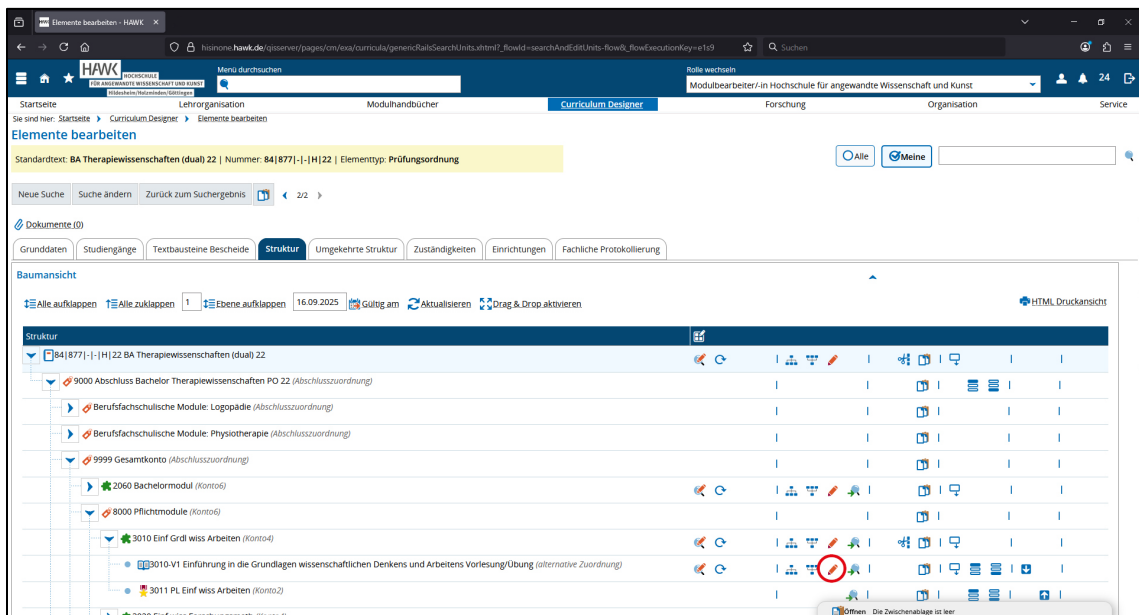 Elemente bearbeiten - HAWK
hisinone.hawk.de/qisserver/pages/cm/exa/curricula/genericRailsSearchUnits.xhtml?_flowId=searchAndEditUnits-flow&_flowExecutionKey=e1s9
Suchen
HAWK HOCHSCHULE
FÜR ANGEWANDTE WISSENSCHAFT UND KUNST
Hildesheim/Holzminden/Göttingen
Menü durchsuchen
Rolle wechseln
Modulbearbeiter/-in Hochschule für angewandte Wissenschaft und Kunst
24
Startseite Lehrorganisation Modulhandbücher Curriculum Designer Forschung Organisation Service
Sie sind hier: Startseite Curriculum Designer Elemente bearbeiten
Elemente bearbeiten
Standardtext: BA Therapiewissenschaften (dual) 22 | Nummer: 84|877|-|-|H|22 | Elementtyp: Prüfungsordnung
Alle Meine
Neue Suche Suche ändern Zurück zum Suchergebnis 2/2
Dokumente (0)
Grunddaten Studiengänge Textbausteine Bescheide Struktur Umgekehrte Struktur Zuständigkeiten Einrichtungen Fachliche Protokollierung
Baumansicht
Alle aufklappen Alle zuklappen 1 Ebene aufklappen 16.09.2025 Gültig am Aktualisieren Drag & Drop aktivieren HTML Druckansicht
Struktur
84|877|-|-|H|22 BA Therapiewissenschaften (dual) 22
9000 Abschluss Bachelor Therapiewissenschaften PO 22 (Abschlusszuordnung)
Berufsfachschulische Module: Logopädie (Abschlusszuordnung)
Berufsfachschulische Module: Physiotherapie (Abschlusszuordnung)
9999 Gesamtkonto (Abschlusszuordnung)
2060 Bachelormodul (Konto6)
8000 Pflichtmodule (Konto6)
3010 Einf Grdl wiss Arbeiten (Konto4)
3010-V1 Einführung in die Grundlagen wissenschaftlichen Denkens und Arbeitens Vorlesung/Übung (alternative Zuordnung)
3011 PL Einf wiss Arbeiten (Konto2)
Öffnen Die Zwischenablage ist leer